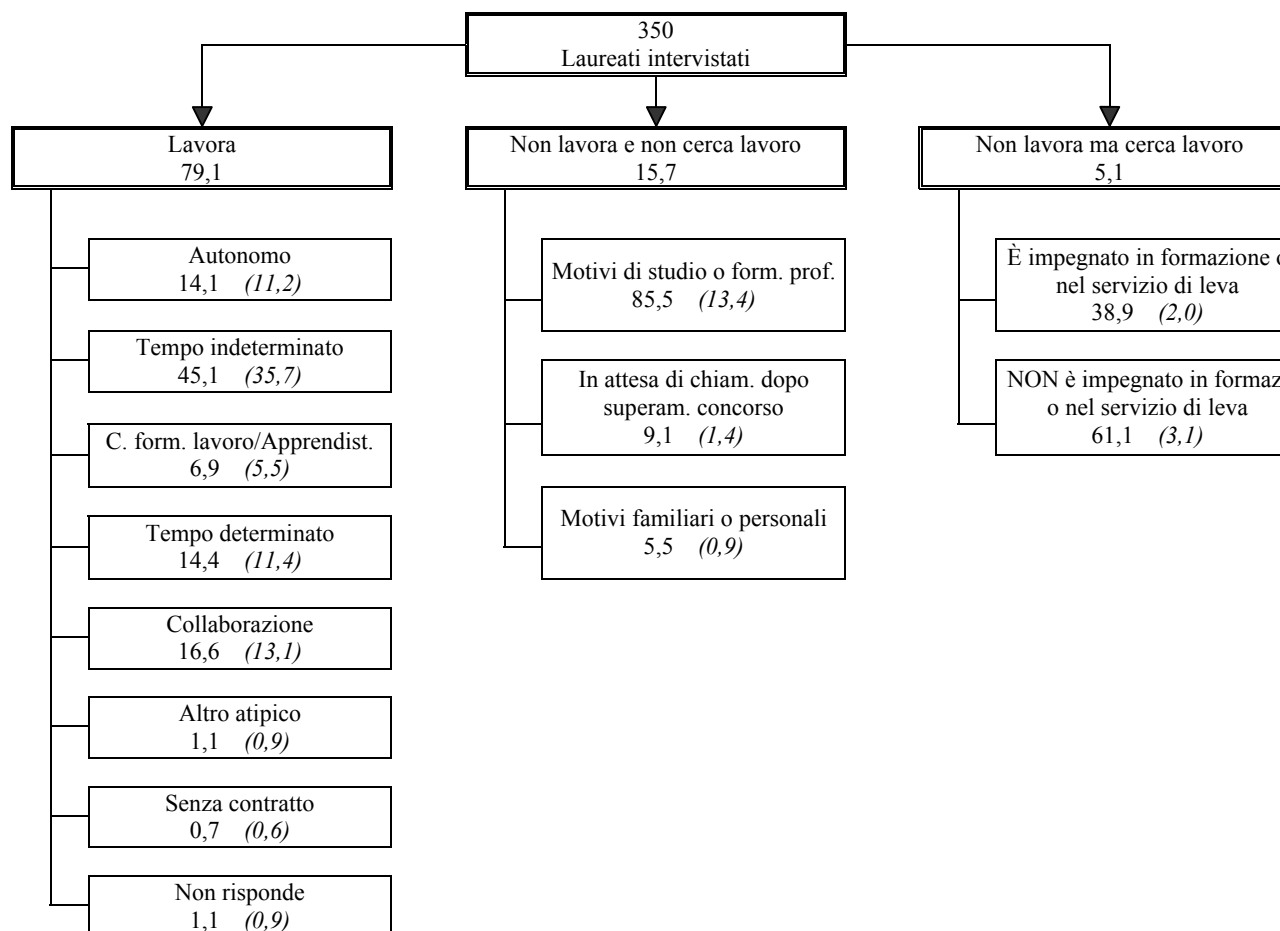 350
Laureati intervistati
Lavora
79,1
Autonomo
14,1 (11,2)
Tempo indeterminato
45,1 (35,7)
C. form. lavoro/Apprendist.
6,9 (5,5)
Tempo determinato
14,4 (11,4)
Collaborazione
16,6 (13,1)
Altro atipico
1,1 (0,9)
Senza contratto
0,7 (0,6)
Non risponde
1,1 (0,9)
Non lavora e non cerca lavoro
15,7
Motivi di studio o form. prof.
85,5 (13,4)
In attesa di chiam. dopo
superam. concorso
9,1 (1,4)
Motivi familiari o personali
5,5 (0,9)
Non lavora ma cerca lavoro
5,1
È impegnato in formazione
nel servizio di leva
38,9 (2,0)
NON è impegnato in
o nel servizio di leva
61,1 (3,1)